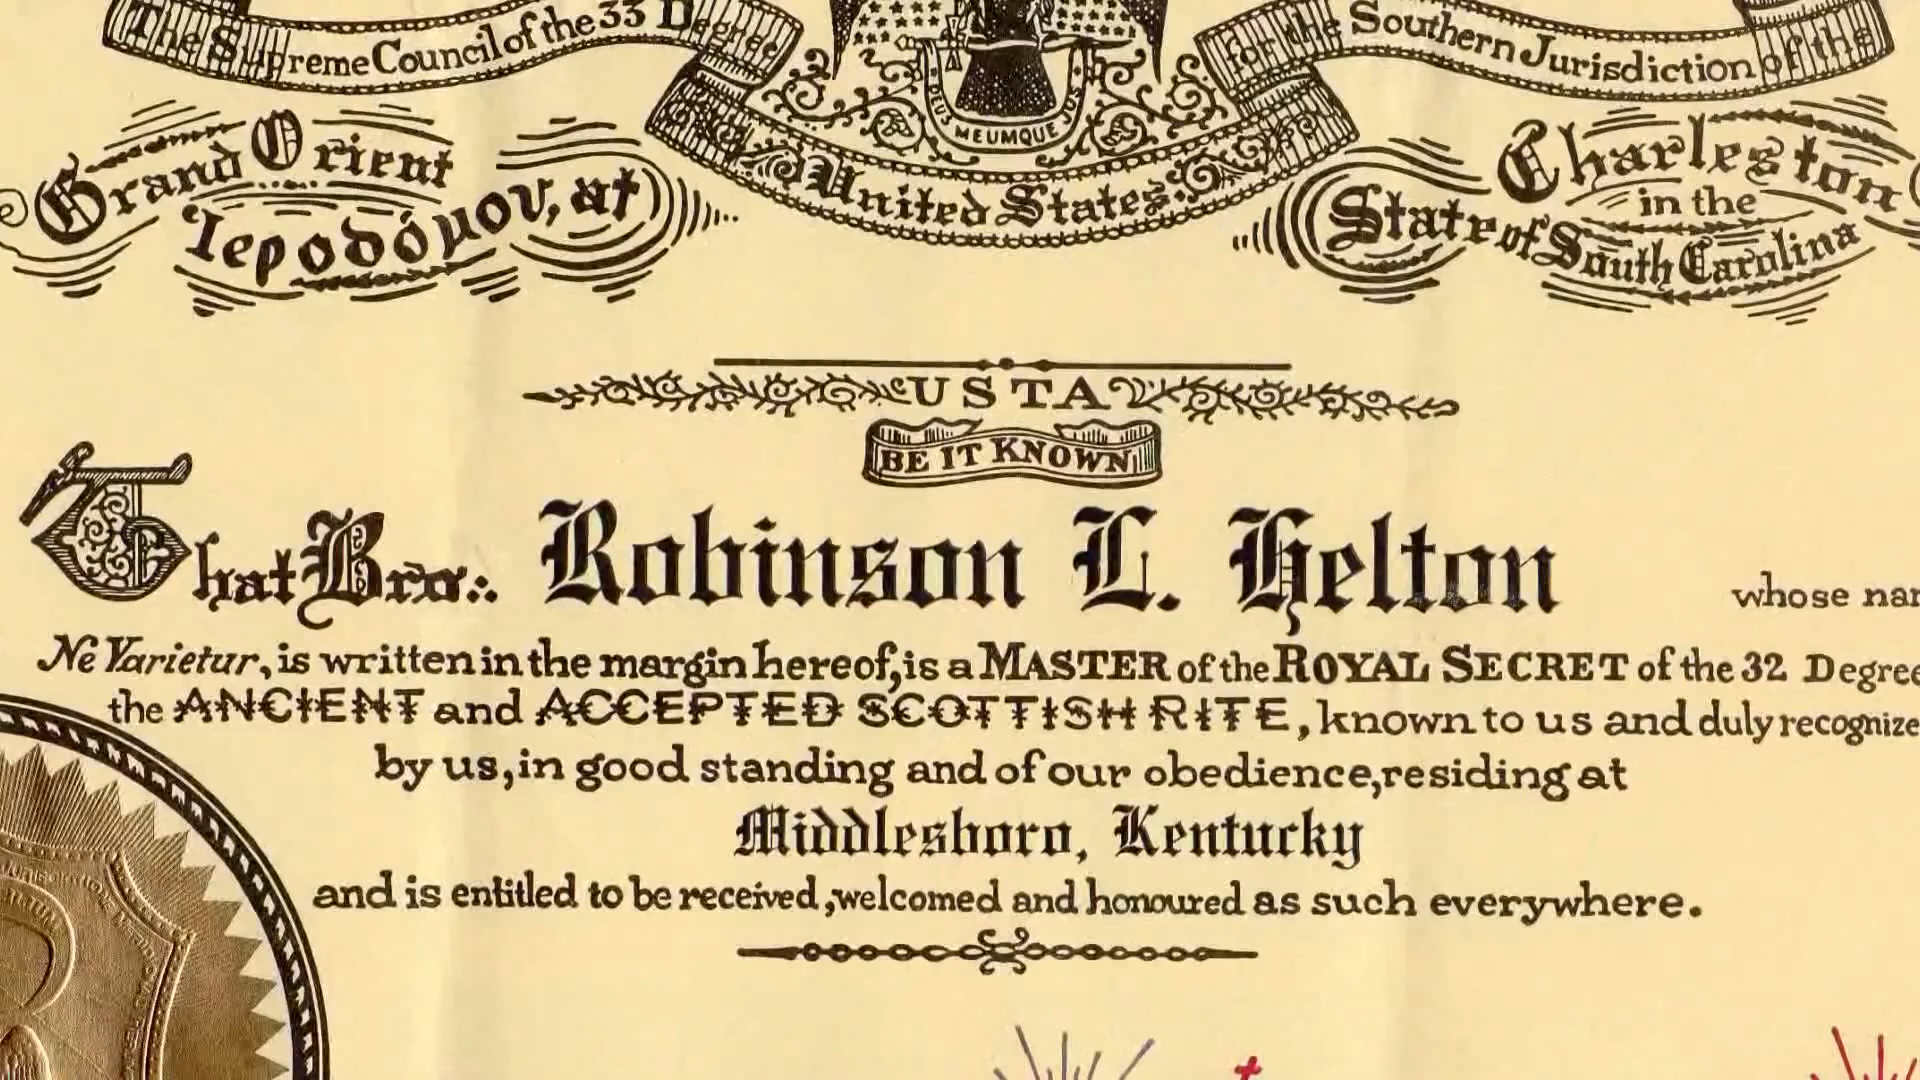 The Supreme Council of the 33 Degree
for the Southern Jurisdiction of the
DEUS MEUMQUE JUS
United States
Grand Orient
Ἱεροδόμου, at
Charleston
in the
State of South Carolina
USTA
BE IT KNOWN
That Bro∴ Robinson L. Helton whose nam
Ne Varietur, is written in the margin hereof, is a MASTER of the ROYAL SECRET of the 32 Degree
the ANCIENT and ACCEPTED SCOTTISH RITE, known to us and duly recognize
by us, in good standing and of our obedience, residing at
Middlesboro, Kentucky
and is entitled to be received, welcomed and honoured as such everywhere.